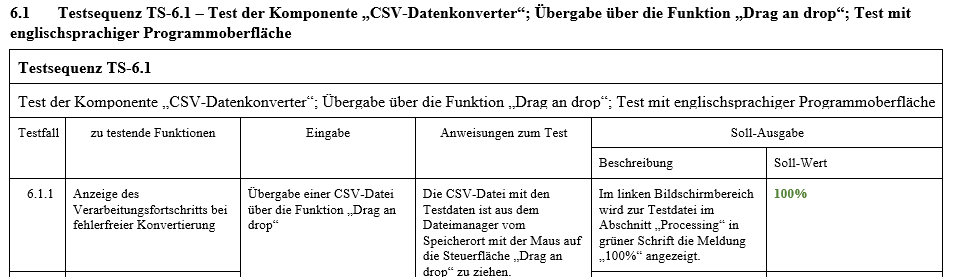 6.1 Testsequenz TS-6.1 – Test der Komponente „CSV-Datenkonverter“; Übergabe über die Funktion „Drag an drop“; Test mit
englischsprachiger Programmoberfläche
Testsequenz TS-6.1
Test der Komponente „CSV-Datenkonverter“; Übergabe über die Funktion „Drag an drop“; Test mit englischsprachiger Programmoberfläche
Testfall zu testende Funktionen Eingabe Anweisungen zum Test Soll-Ausgabe
Beschreibung Soll-Wert
6.1.1 Anzeige des Übergabe einer CSV-Datei Die CSV-Datei mit den Im linken Bildschirmbereich 100%
Verarbeitungsfortschritts bei über die Funktion „Drag an Testdaten ist aus dem wird zur Testdatei im
fehlerfreier Konvertierung drop“ Dateimanager vom Abschnitt „Processing“ in
Speicherort mit der Maus auf grüner Schrift die Meldung
die Steuerfläche „Drag an „100%“ angezeigt.
drop“ zu ziehen.